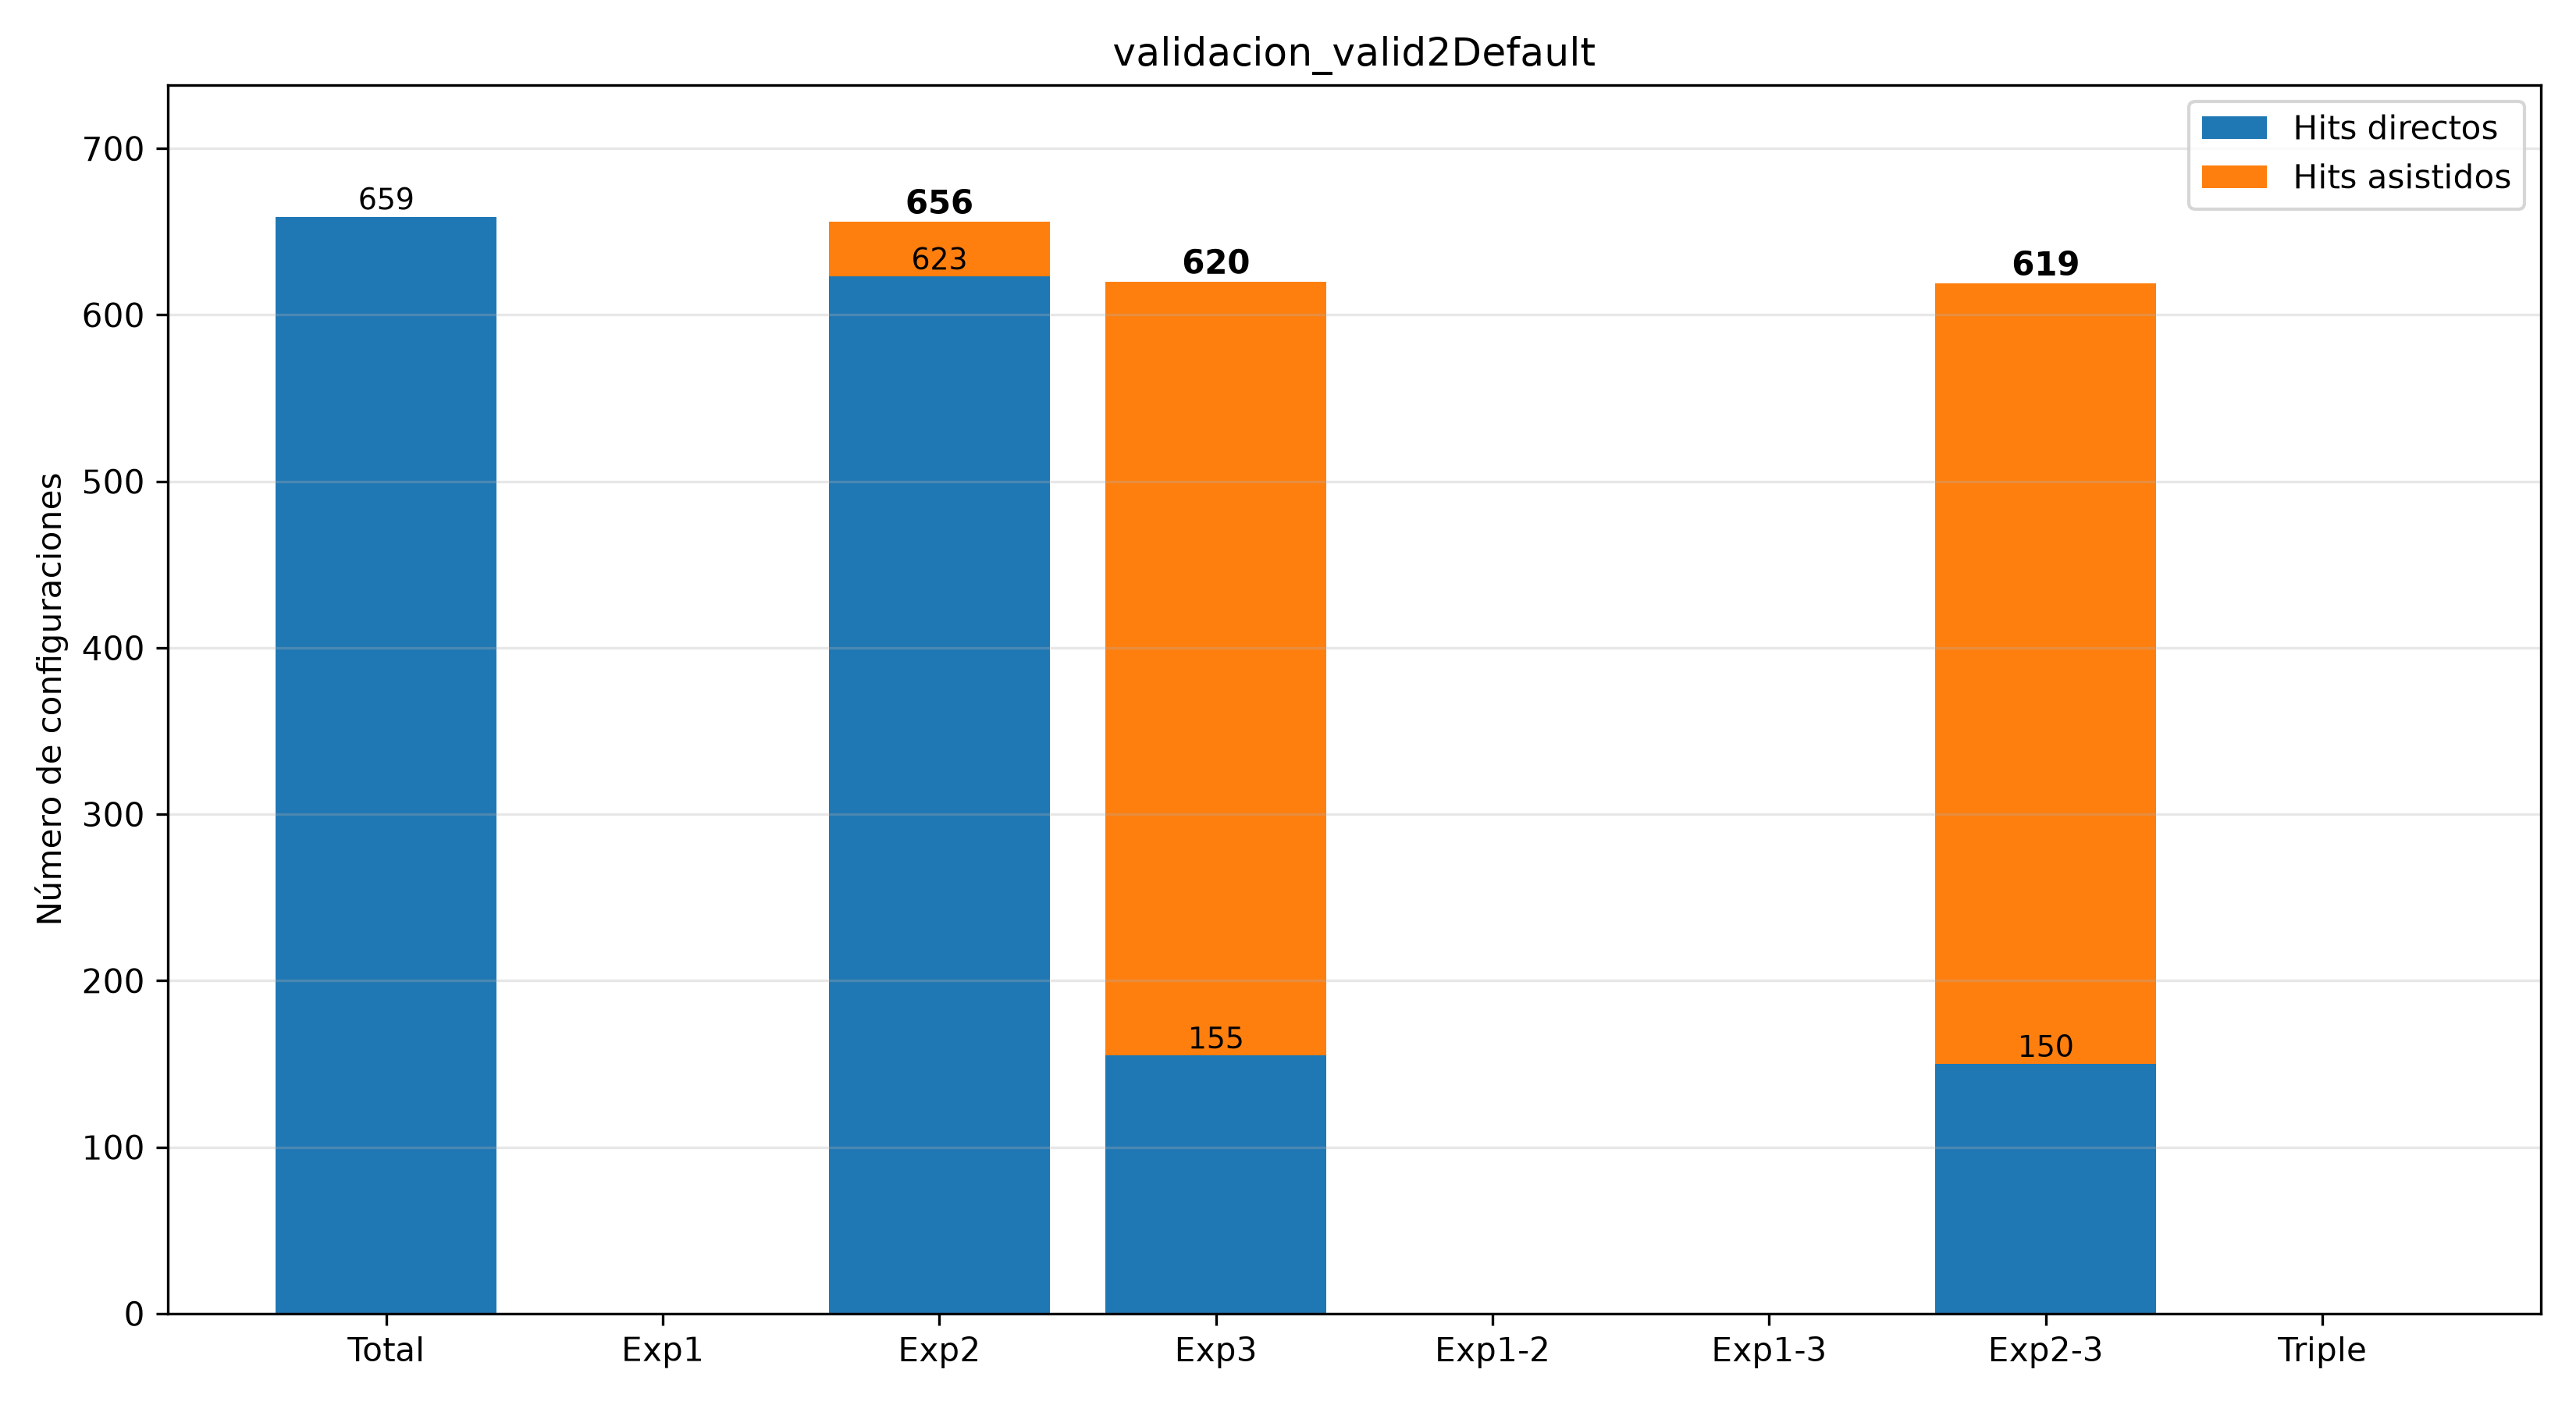 validacion_valid2Default
Hits directos
Hits asistidos
Número de configuraciones
700
600
500
400
300
200
100
0
659
656
623
620
155
619
150
Total
Exp1
Exp2
Exp3
Exp1-2
Exp1-3
Exp2-3
Triple